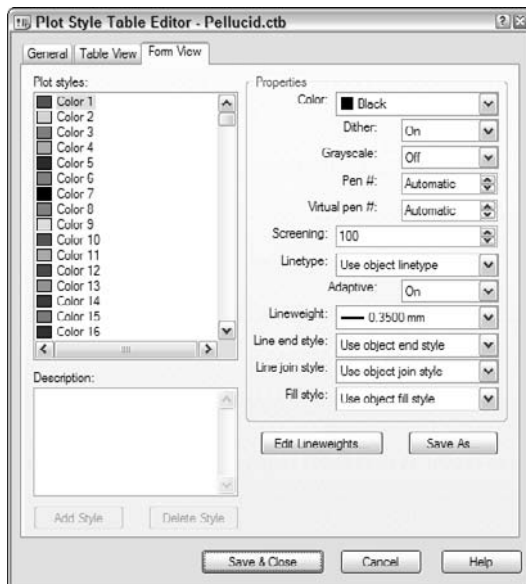 Plot Style Table Editor - Pellucid.ctb
General
Table View
Form View
Plot styles:
Color 1
Color 2
Color 3
Color 4
Color 5
Color 6
Color 7
Color 8
Color 9
Color 10
Color 11
Color 12
Color 13
Color 14
Color 15
Color 16
Description:
Add Style
Delete Style
Properties
Color: Black
Dither: On
Grayscale: Off
Pen #: Automatic
Virtual pen #: Automatic
Screening: 100
Linetype: Use object linetype
Adaptive: On
Lineweight: 0.3500 mm
Line end style: Use object end style
Line join style: Use object join style
Fill style: Use object fill style
Edit Lineweights...
Save As...
Save & Close
Cancel
Help